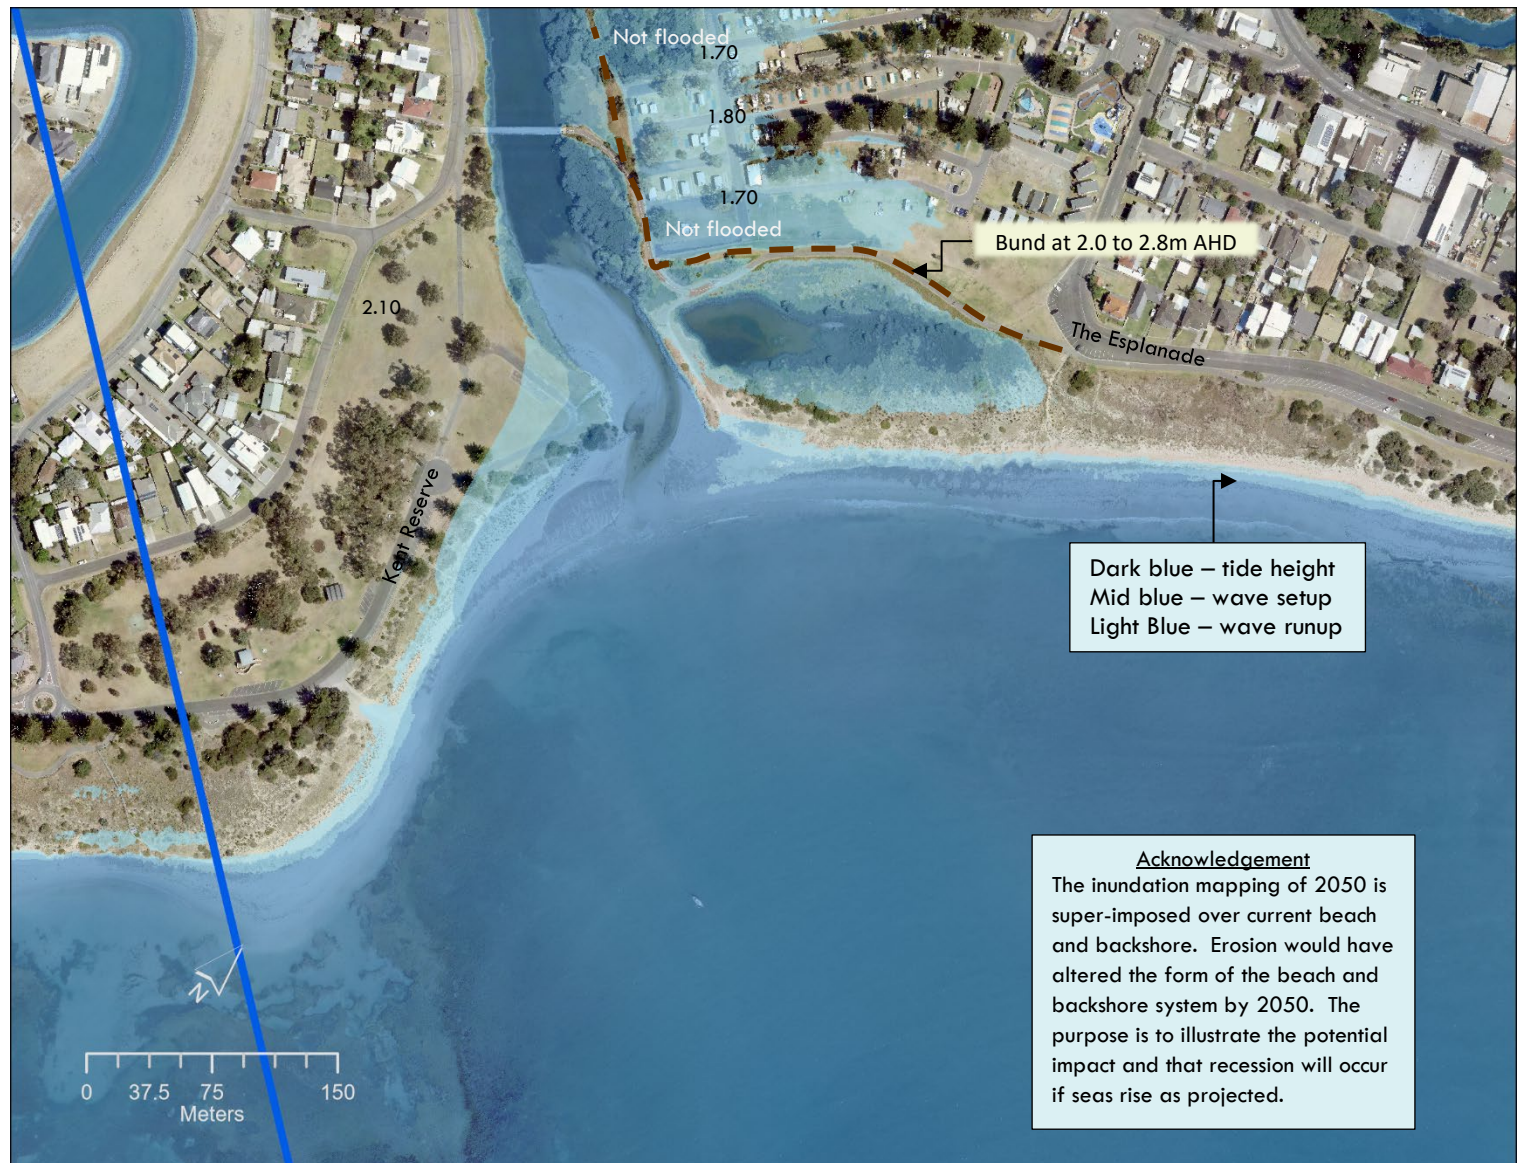 Not flooded
1.70
1.80
1.70
Not flooded
Bund at 2.0 to 2.8m AHD
2.10
The Esplanade
Kent Reserve
Dark blue – tide height
Mid blue – wave setup
Light Blue – wave runup
Acknowledgement
The inundation mapping of 2050 is
super-imposed over current beach
and backshore. Erosion would have
altered the form of the beach and
backshore system by 2050. The
purpose is to illustrate the potential
impact and that recession will occur
if seas rise as projected.
N
0 37.5 75 150
Meters